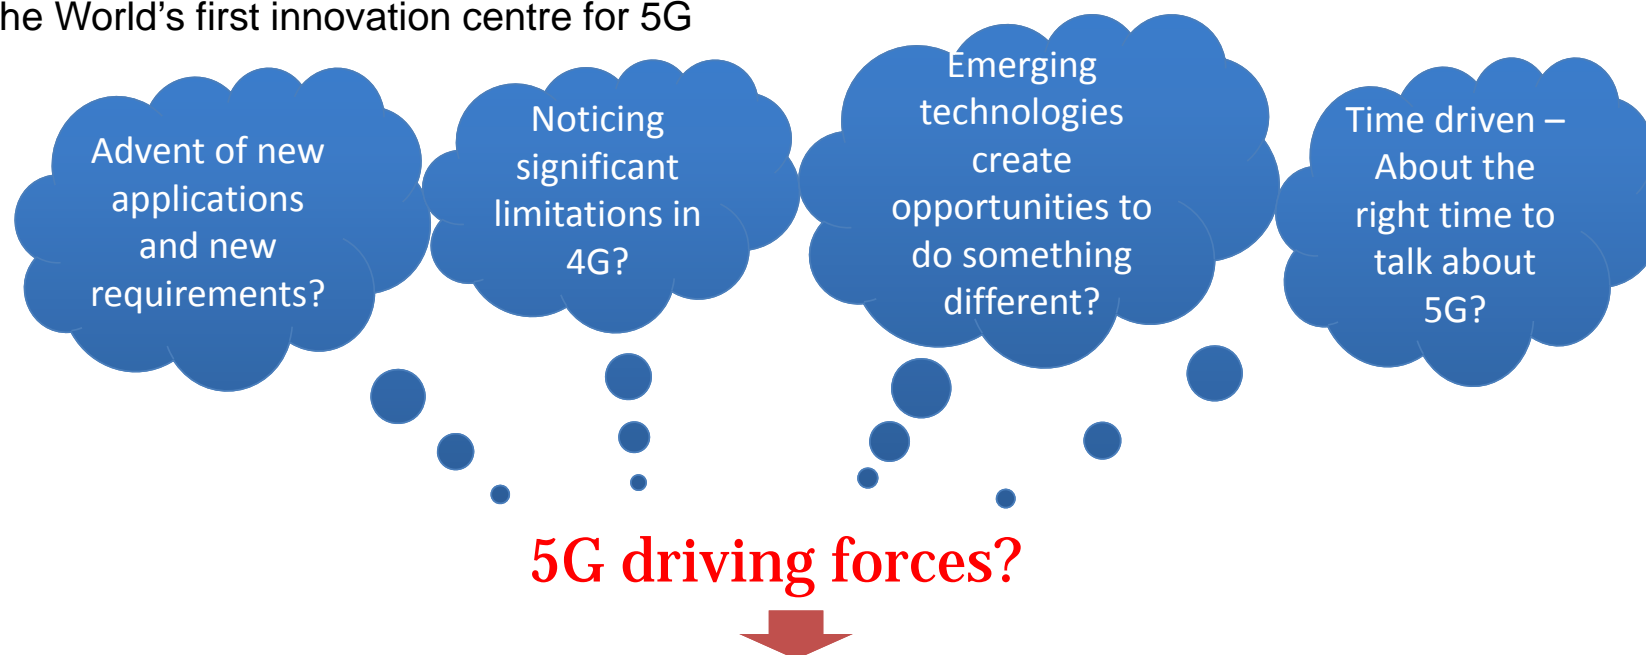 he World's first innovation centre for 5G
Advent of new
applications
and new
requirements?
Noticing
significant
limitations in
4G?
Emerging
technologies
create
opportunities to
do something
different?
Time driven –
About the
right time to
talk about
5G?
5G driving forces?